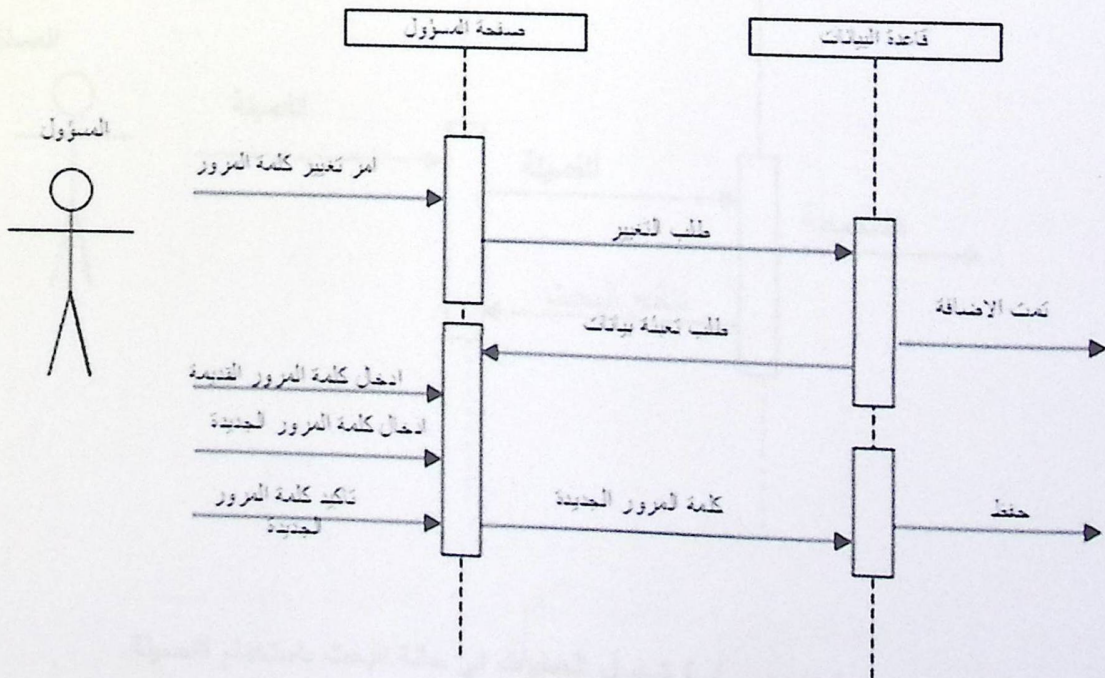 صفحة المسؤول
قاعدة البيانات
المسؤول
امر تغيير كلمة المرور
طلب التغيير
تمت الاضافة
طلب تعبئة بيانات
ادخال كلمة المرور القديمة
ادخال كلمة المرور الجديدة
تاكيد كلمة المرور
الجديدة
كلمة المرور الجديدة
حفظ